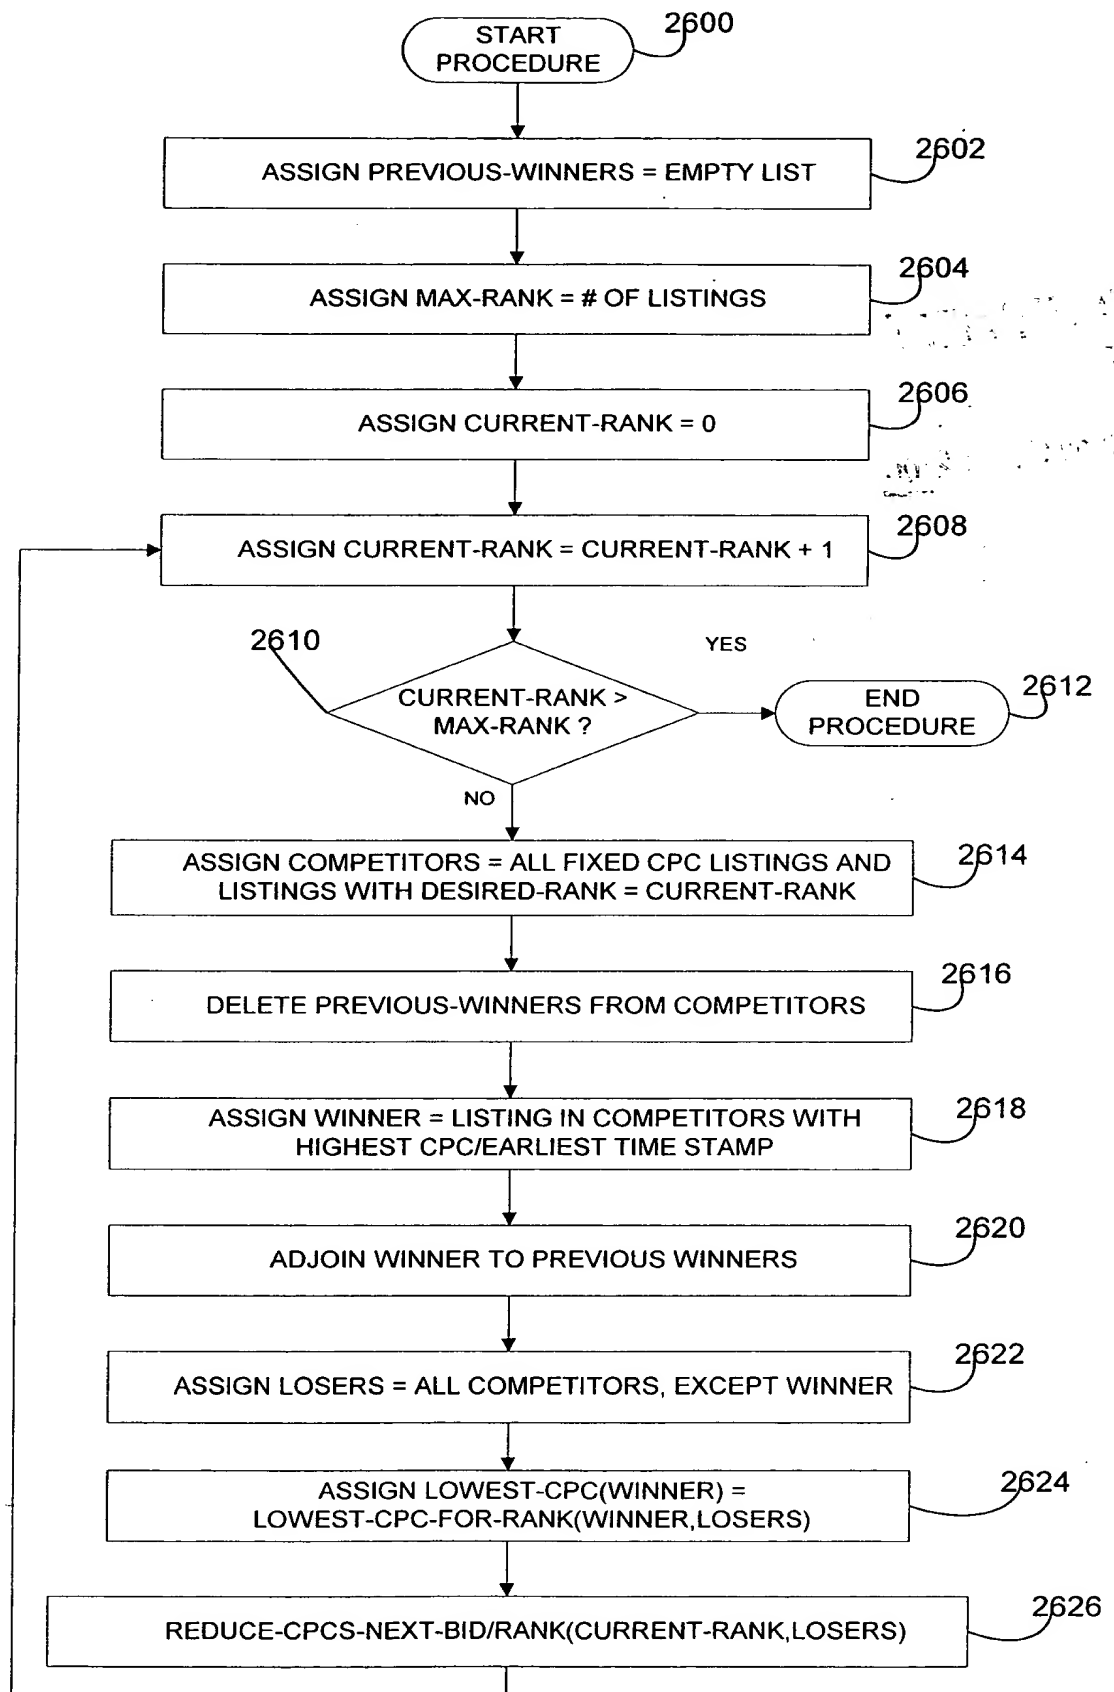 START
PROCEDURE
2600
ASSIGN PREVIOUS-WINNERS = EMPTY LIST
2602
ASSIGN MAX-RANK = # OF LISTINGS
2604
ASSIGN CURRENT-RANK = 0
2606
ASSIGN CURRENT-RANK = CURRENT-RANK + 1
2608
2610
CURRENT-RANK >
MAX-RANK ?
YES
END
PROCEDURE
2612
NO
ASSIGN COMPETITORS = ALL FIXED CPC LISTINGS AND
LISTINGS WITH DESIRED-RANK = CURRENT-RANK
2614
DELETE PREVIOUS-WINNERS FROM COMPETITORS
2616
ASSIGN WINNER = LISTING IN COMPETITORS WITH
HIGHEST CPC/EARLIEST TIME STAMP
2618
ADJOIN WINNER TO PREVIOUS WINNERS
2620
ASSIGN LOSERS = ALL COMPETITORS, EXCEPT WINNER
2622
ASSIGN LOWEST-CPC(WINNER) =
LOWEST-CPC-FOR-RANK(WINNER,LOSERS)
2624
REDUCE-CPCS-NEXT-BID/RANK(CURRENT-RANK,LOSERS)
2626